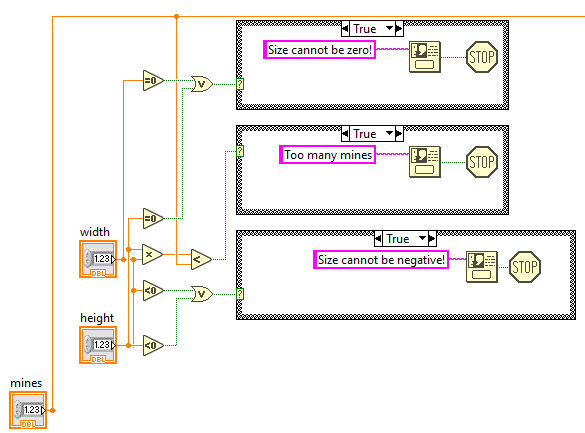 True
Size cannot be zero!
STOP
=0
V
?
True
?
Too many mines
STOP
=0
width
1.23
DBL
×
<
True
Size cannot be negative!
STOP
<0
V
?
height
1.23
DBL
<0
mines
1.23
DBL